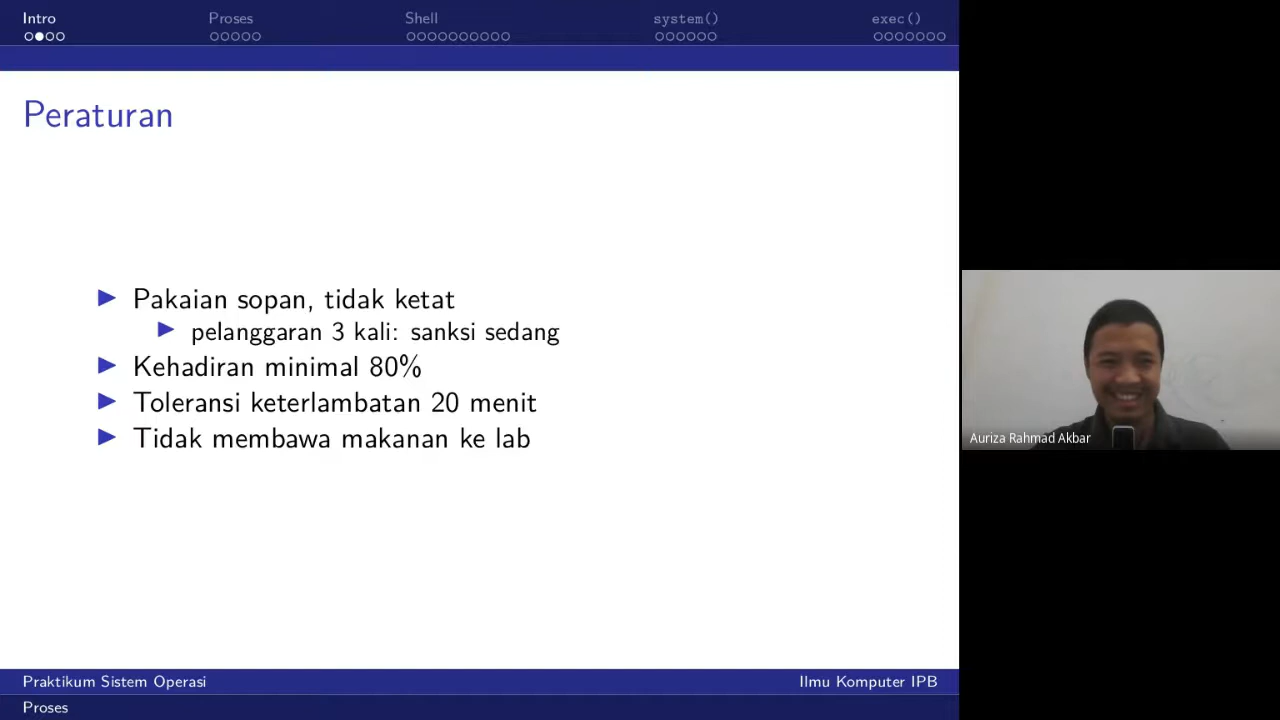 Intro Proses Shell system() exec()
Peraturan
Pakaian sopan, tidak ketat
pelanggaran 3 kali: sanksi sedang
Kehadiran minimal 80%
Toleransi keterlambatan 20 menit
Tidak membawa makanan ke lab
Auriza Rahmad Akbar
Praktikum Sistem Operasi Ilmu Komputer IPB
Proses